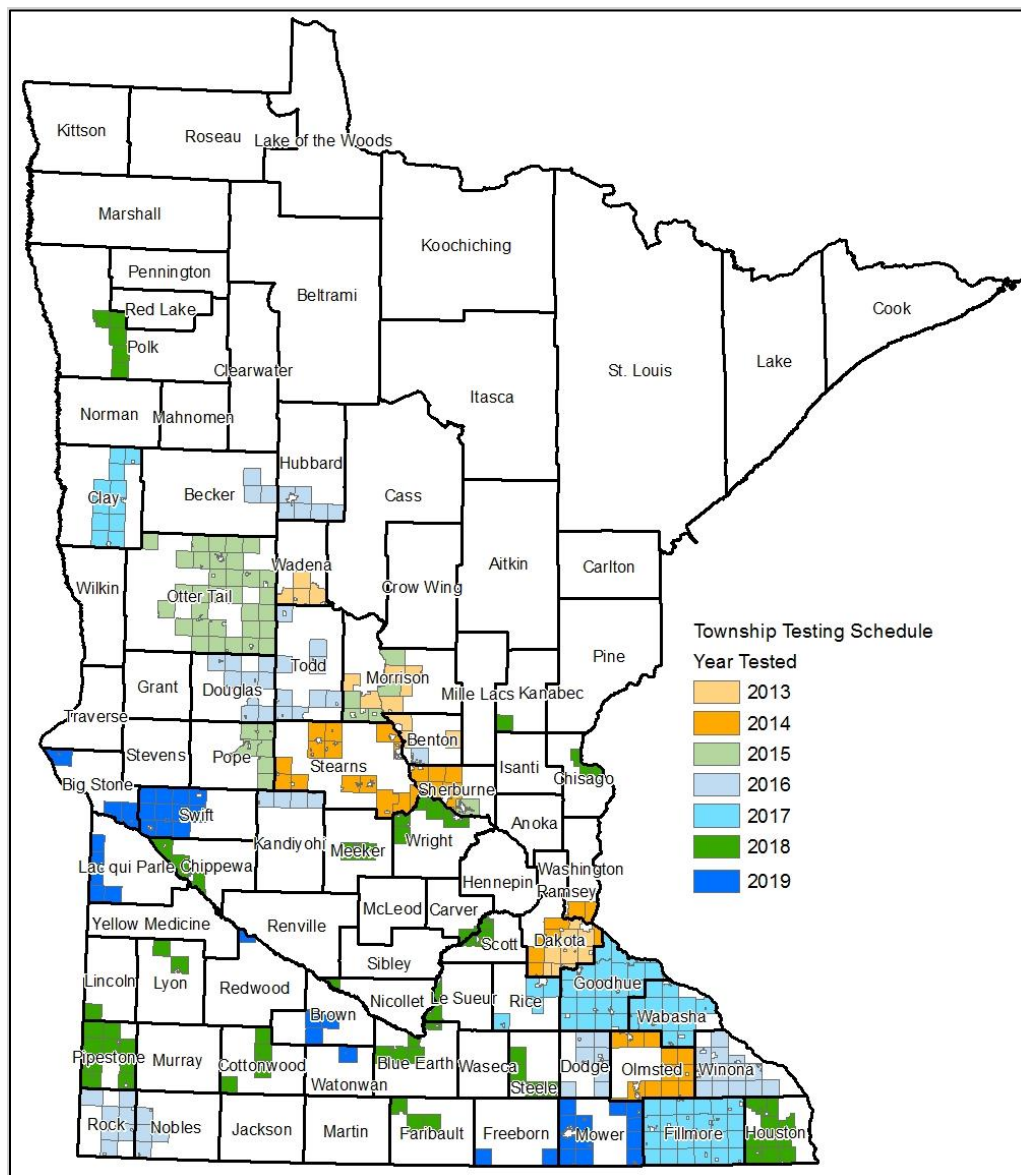 Kittson
Roseau
Lake of the Woods
Marshall
Koochiching
Pennington
Beltrami
Red Lake
Cook
Polk
St. Louis
Lake
Clearwater
Itasca
Norman
Mahnomen
Hubbard
Clay
Becker
Cass
Wadena
Aitkin
Carlton
Wilkin
Otter Tail
Crow Wing
Township Testing Schedule
Year Tested
2013
2014
2015
2016
2017
2018
2019
Pine
Todd
Grant
Douglas
Morrison
Mille Lacs
Kanabec
Traverse
Stevens
Pope
Stearns
Benton
Isanti
Big Stone
Chisago
Sherburne
Swift
Anoka
Kandiyohi
Meeker
Wright
Lac qui Parle
Chippewa
Washington
Hennepin
Ramsey
McLeod
Carver
Yellow Medicine
Renville
Scott
Dakota
Sibley
Lincoln
Lyon
Redwood
Nicollet
Le Sueur
Rice
Goodhue
Brown
Wabasha
Pipestone
Murray
Cottonwood
Watonwan
Blue Earth
Waseca
Steele
Dodge
Olmsted
Winona
Rock
Nobles
Jackson
Martin
Faribault
Freeborn
Mower
Fillmore
Houston